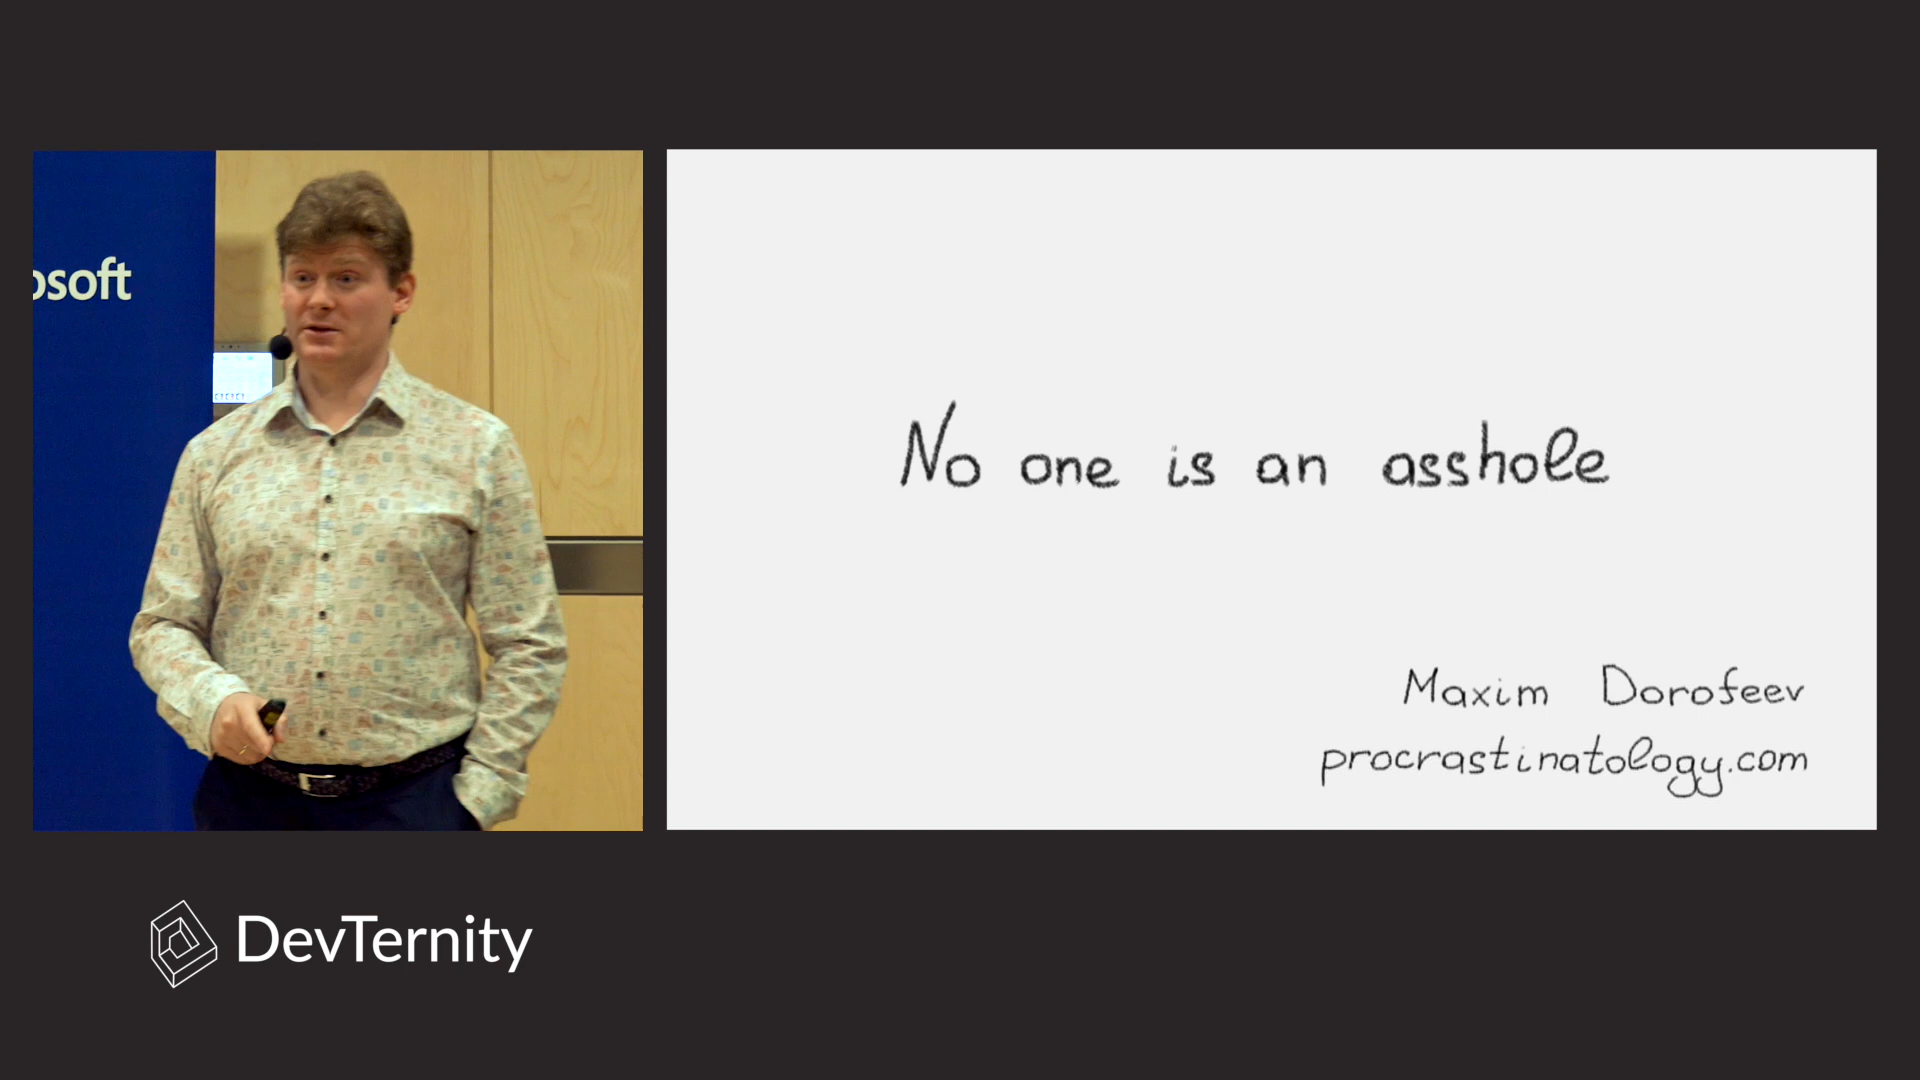 osoft
No one is an asshole
Maxim Dorofeev
procrastinatology.com
DevTernity